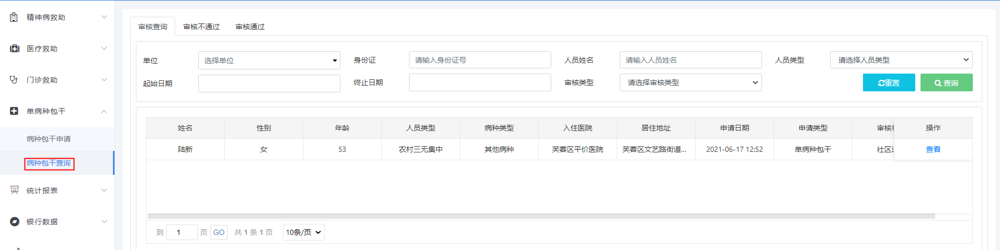 精神病救助
医疗救助
门诊救助
单病种包干
病种包干申请
病种包干查询
统计报表
银行数据
审核查询 审核不通过 审核通过
单位 选择单位 身份证 请输入身份证号 人员姓名 请输入人员姓名 人员类型 请选择人员类型
起始日期 终止日期 审核类型 请选择审核类型 重置 查询
姓名 性别 年龄 人员类型 病种类型 入住医院 居住地址 申请日期 申请类型 审核 操作
陆新 女 53 农村三无集中 其他病种 芙蓉区平价医院 芙蓉区文艺路街道... 2021-06-17 12:52 单病种包干 社区 查看
到 1 页 GO 共 1 条 1 页 10条/页